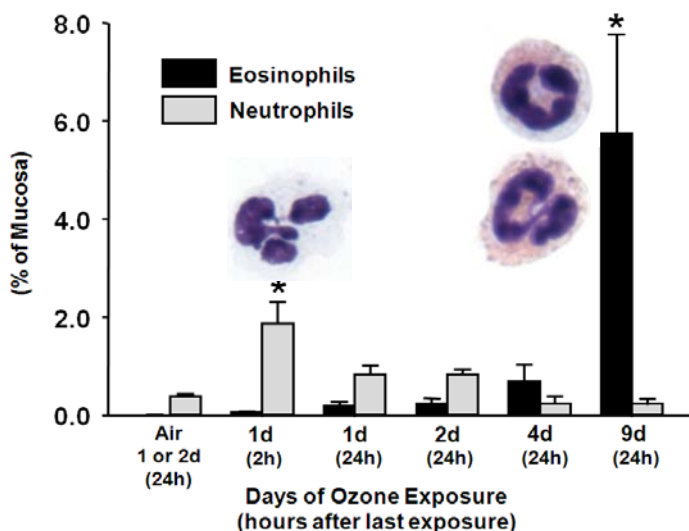 8.0
6.0
4.0
2.0
0.0
(% of Mucosa)
Eosinophils
Neutrophils
*
*
Air
1 or 2d
(24h)
1d
(2h)
1d
(24h)
2d
(24h)
4d
(24h)
9d
(24h)
Days of Ozone Exposure
(hours after last exposure)